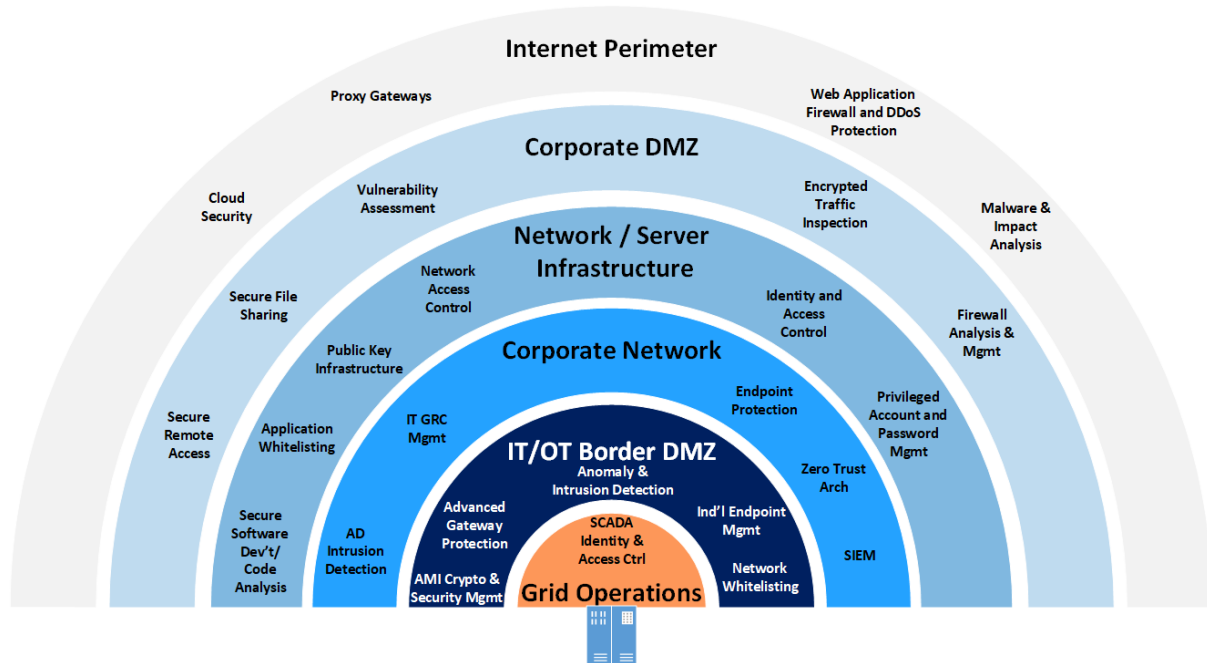 Internet Perimeter
Proxy Gateways
Web Application
Firewall and DDoS
Protection
Cloud
Security
Malware &
Impact
Analysis
Corporate DMZ
Vulnerability
Assessment
Encrypted
Traffic
Inspection
Secure File
Sharing
Firewall
Analysis &
Mgmt
Secure
Remote
Access
Network / Server
Infrastructure
Network
Access
Control
Identity and
Access
Control
Public Key
Infrastructure
Application
Whitelisting
Privileged
Account and
Password
Mgmt
Secure
Software
Dev't/
Code
Analysis
Corporate Network
Endpoint
Protection
IT GRC
Mgmt
Zero Trust
Arch
AD
Intrusion
Detection
SIEM
IT/OT Border DMZ
Anomaly &
Intrusion Detection
Advanced
Gateway
Protection
Ind'l Endpoint
Mgmt
AMI Crypto &
Security Mgmt
Network
Whitelisting
SCADA
Identity &
Access Ctrl
Grid Operations